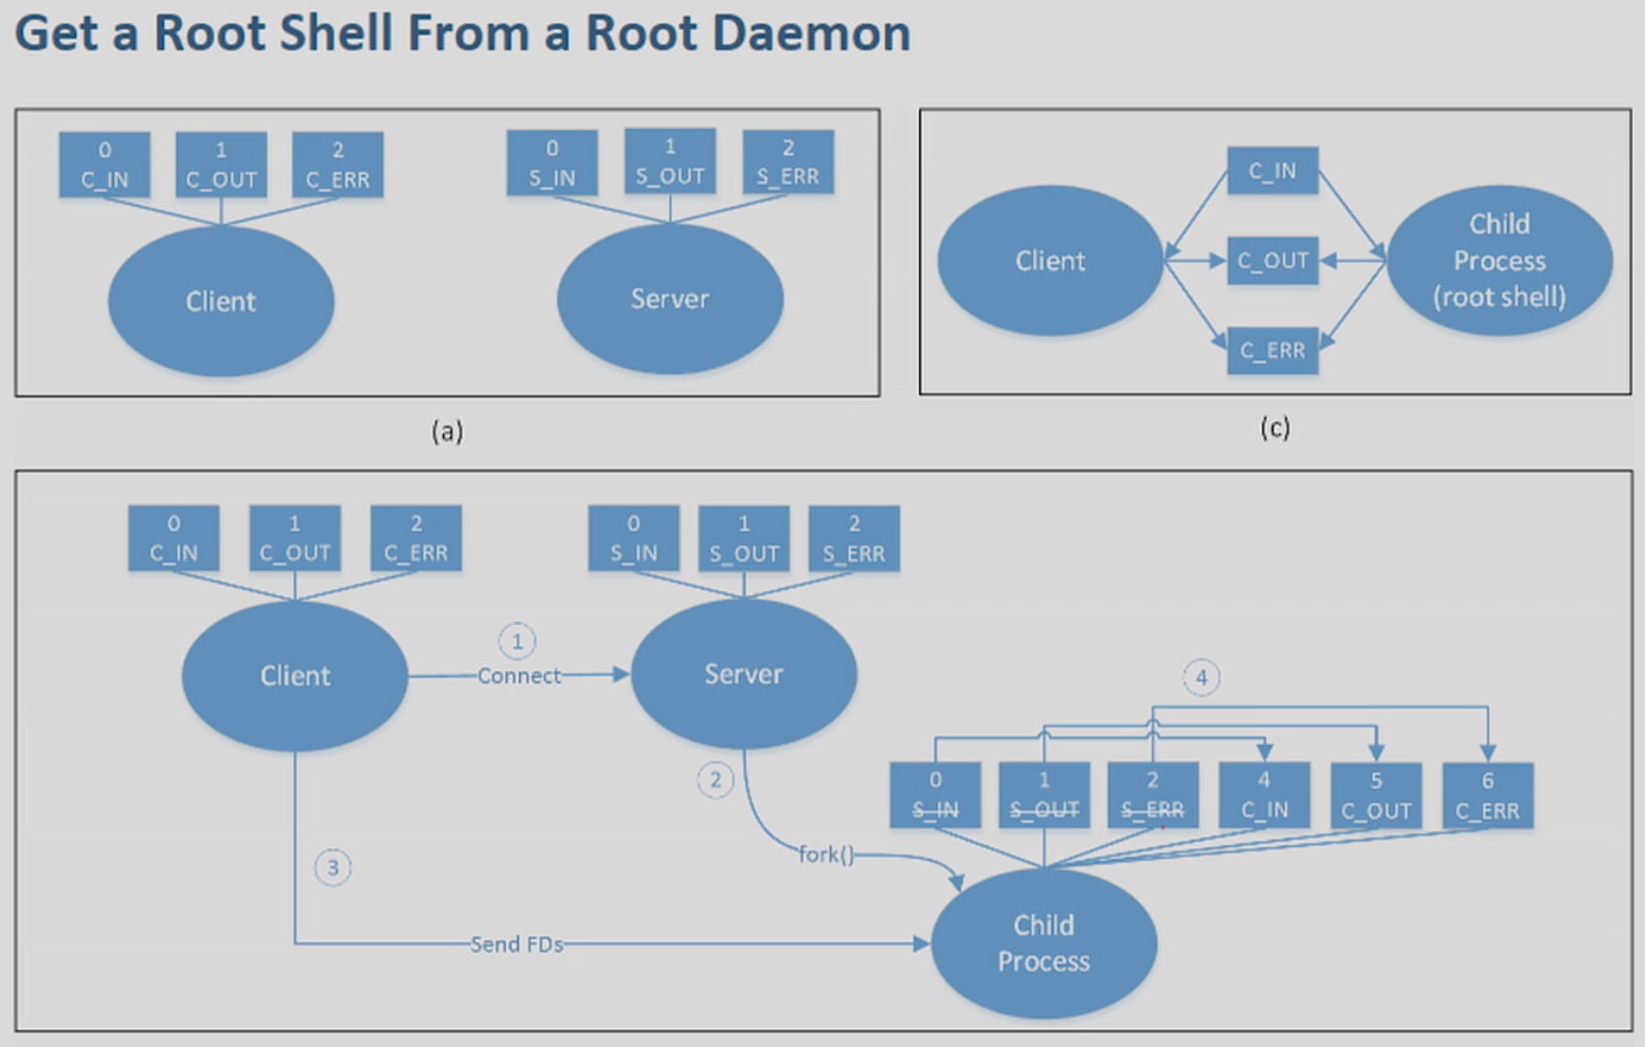 Get a Root Shell From a Root Daemon
0
C_IN
1
C_OUT
2
C_ERR
Client
0
S_IN
1
S_OUT
2
S_ERR
Server
(a)
C_IN
C_OUT
C_ERR
Client
Child
Process
(root shell)
(c)
0
C_IN
1
C_OUT
2
C_ERR
Client
0
S_IN
1
S_OUT
2
S_ERR
Server
1
Connect
2
fork()
3
Send FDs
4
0
S_IN
1
S_OUT
2
S_ERR
4
C_IN
5
C_OUT
6
C_ERR
Child
Process